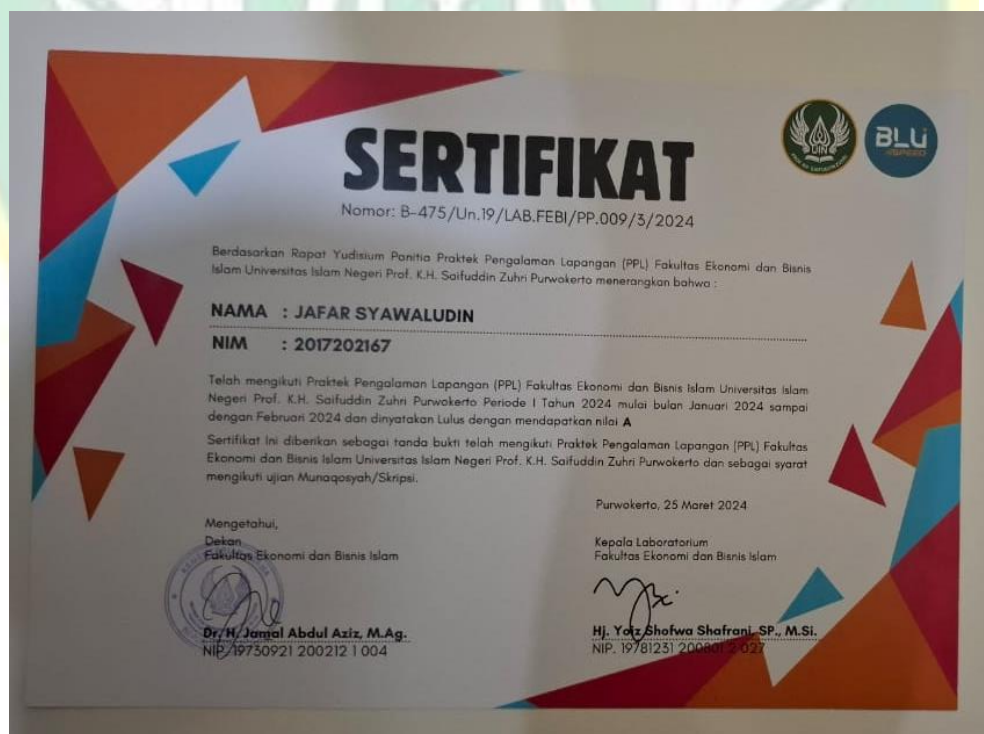 SERTIFIKAT
Nomor: B-475/Un.19/LAB.FEBI/PP.009/3/2024
UIN
BLU
Berdasarkan Rapat Yudisium Panitia Praktek Pengalaman Lapangan (PPL) Fakultas Ekonomi dan Bisnis
Islam Universitas Islam Negeri Prof. K.H. Saifuddin Zuhri Purwokerto menerangkan bahwa :
NAMA : JAFAR SYAWALUDIN
NIM : 2017202167
Telah mengikuti Praktek Pengalaman Lapangan (PPL) Fakultas Ekonomi dan Bisnis Islam Universitas Islam
Negeri Prof. K.H. Saifuddin Zuhri Purwokerto Periode I Tahun 2024 mulai bulan Januari 2024 sampai
dengan Februari 2024 dan dinyatakan Lulus dengan mendapatkan nilai A
Sertifikat Ini diberikan sebagai tanda bukti telah mengikuti Praktek Pengalaman Lapangan (PPL) Fakultas
Ekonomi dan Bisnis Islam Universitas Islam Negeri Prof. K.H. Saifuddin Zuhri Purwokerto dan sebagai syarat
mengikuti ujian Munaqosyah/Skripsi.
Purwokerto, 25 Maret 2024
Mengetahui,
Dekan
Fakultas Ekonomi dan Bisnis Islam
Dr. H. Jamal Abdul Aziz, M.Ag.
NIP. 19730921 200212 1 004
Kepala Laboratorium
Fakultas Ekonomi dan Bisnis Islam
Hj. Yoiz Shofwa Shafrani, SP., M.Si.
NIP. 19781231 200801 2 027